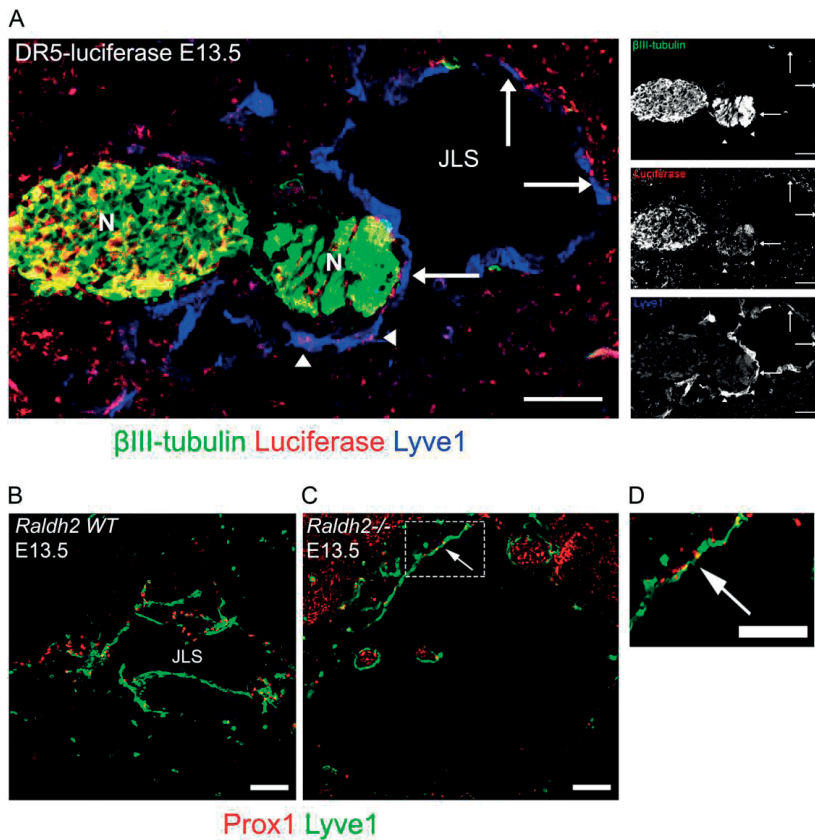 A
DR5-luciferase E13.5
JLS
N
N
βIII-tubulin
Luciferase
Lyve1
βIII-tubulin Luciferase Lyve1
B
Raldh2 WT
E13.5
JLS
C
Raldh2-/-
E13.5
D
Prox1 Lyve1